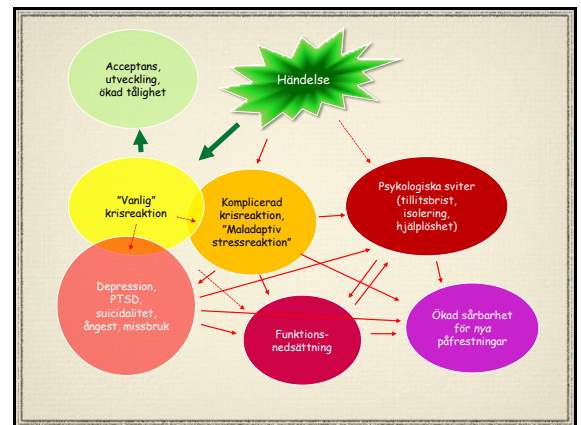 Acceptans,
utveckling,
ökad tålighet
Händelse
"Vanlig"
krisreaktion
Komplicerad
krisreaktion,
"Maladaptiv
stressreaktion"
Psykologiska sviter
(tillitsbrist,
isolering,
hjälplöshet)
Depression,
PTSD,
suicidalitet,
ångest, missbruk
Funktions-
nedsättning
Ökad sårbarhet
för nya
påfrestningar